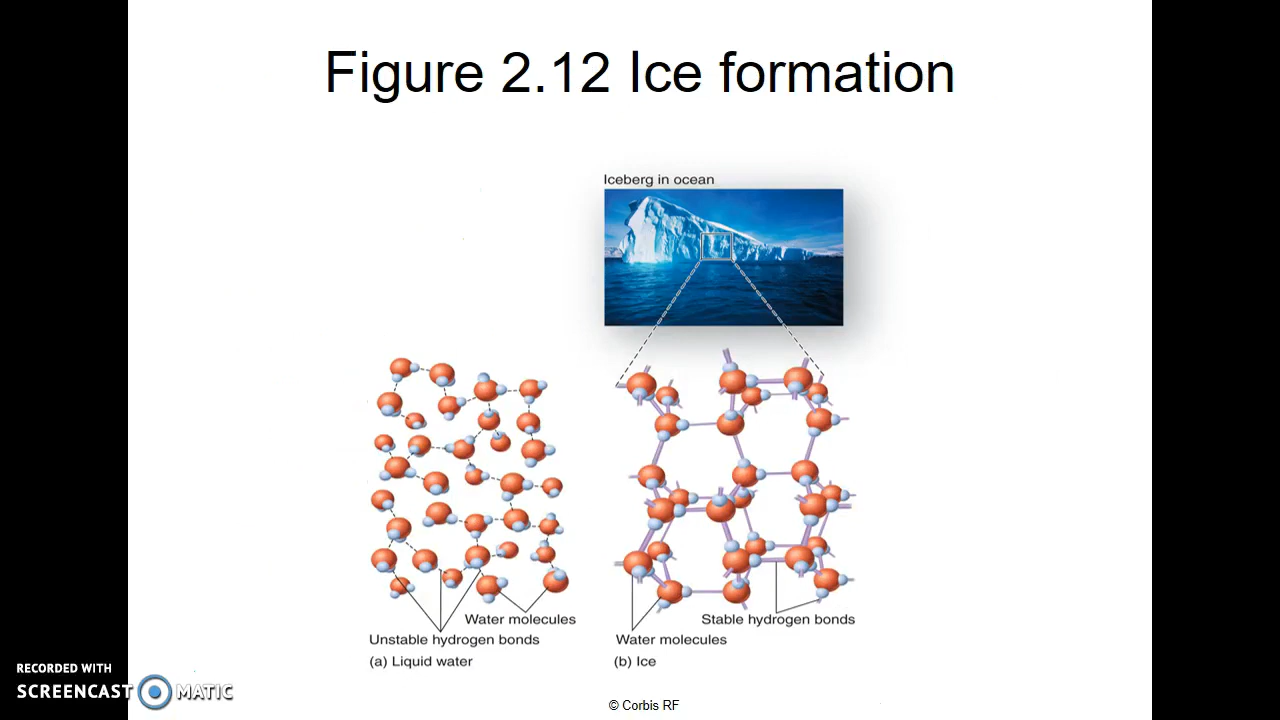 Figure 2.12 Ice formation
Iceberg in ocean
Water molecules
Unstable hydrogen bonds
(a) Liquid water
Stable hydrogen bonds
Water molecules
(b) Ice
RECORDED WITH
SCREENCAST MATIC
© Corbis RF